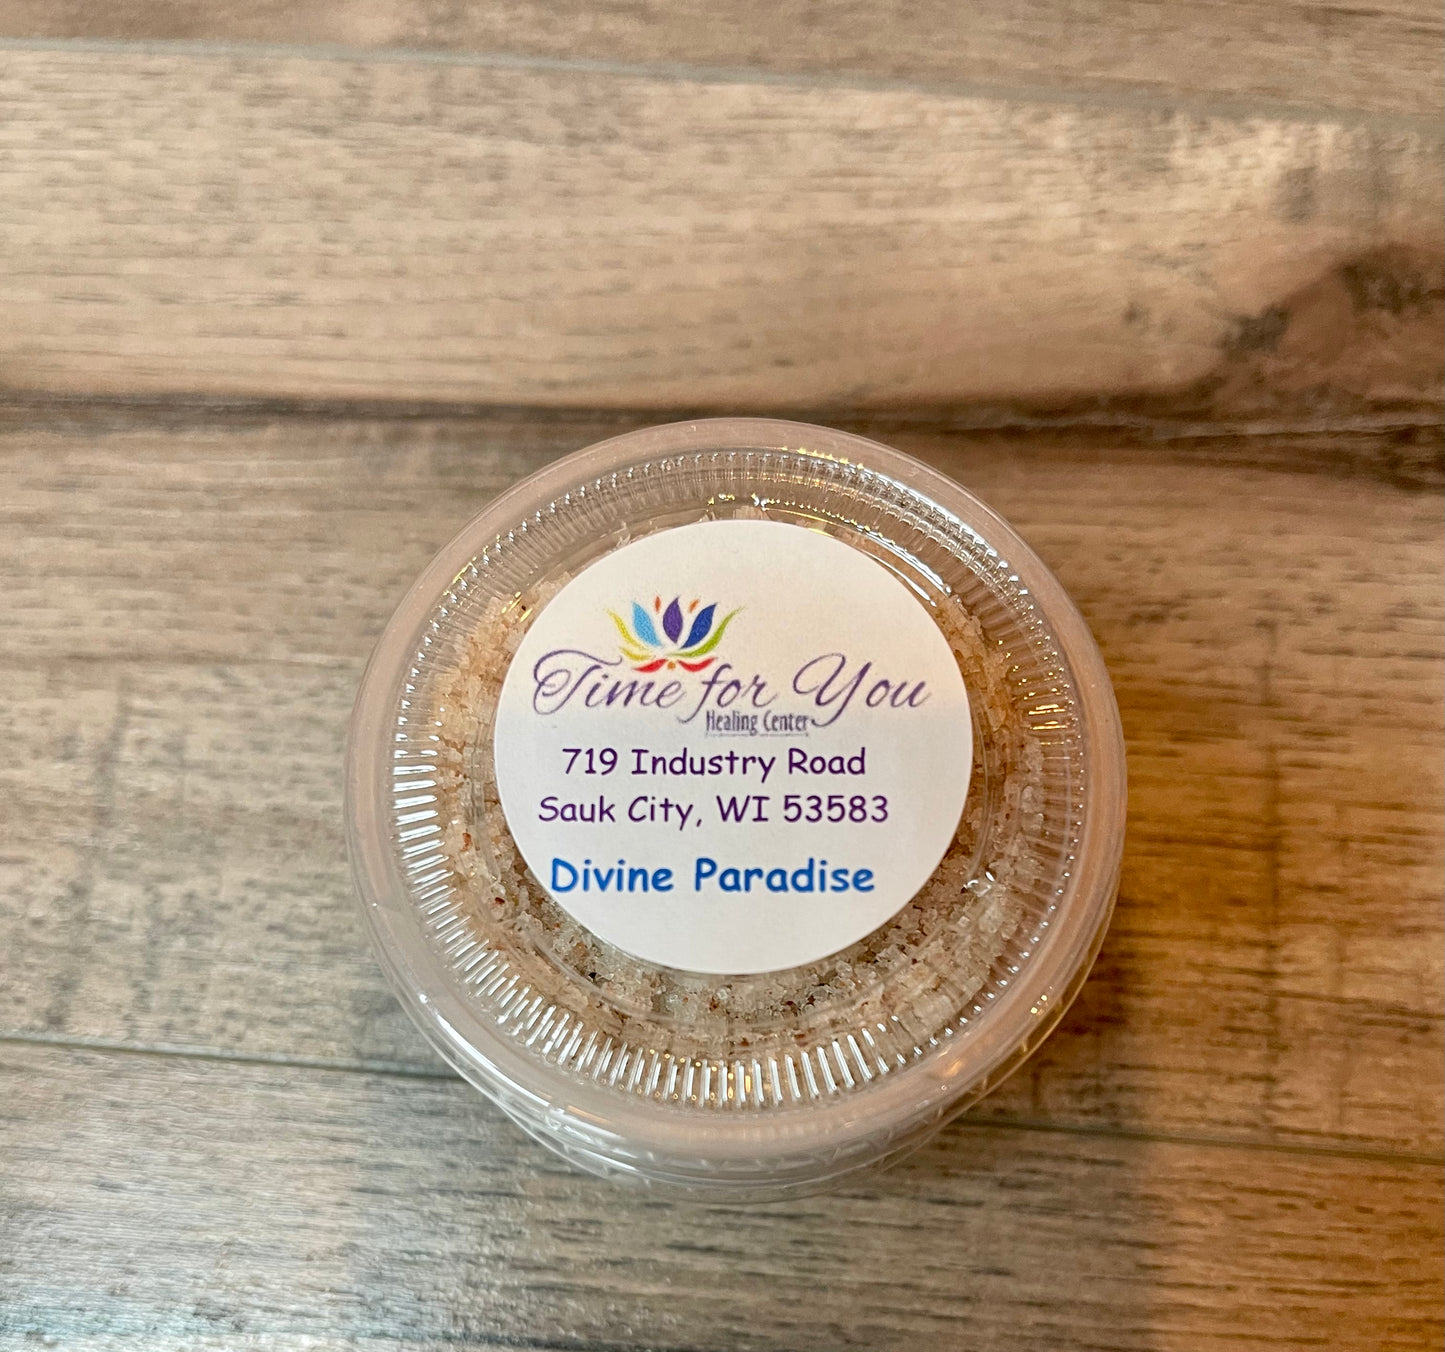 Time for You
Healing Center
719 Industry Road
Sauk City, WI 53583
Divine Paradise